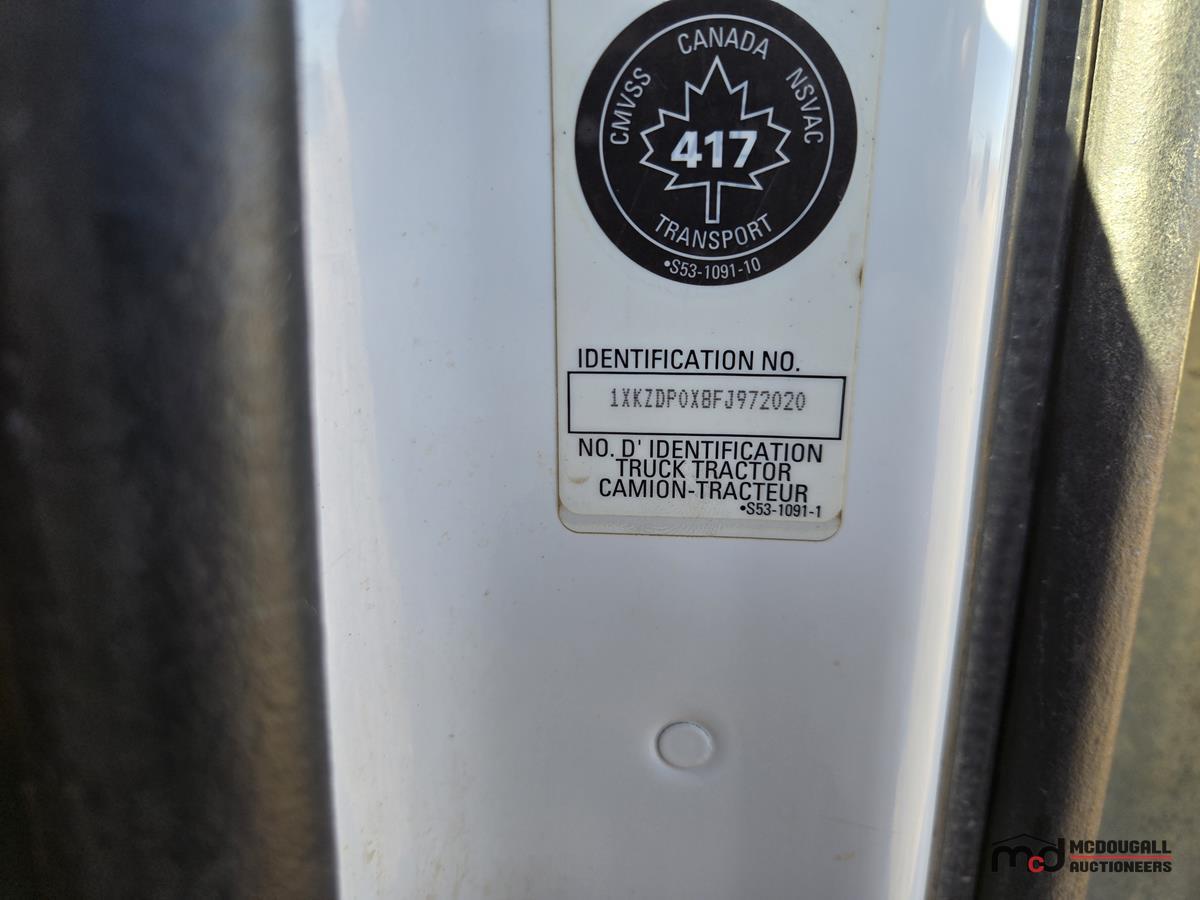 CANADA
CMVSS NSVAC
417
TRANSPORT
•S53-1091-10
IDENTIFICATION NO.
1XKZDP0X8FJ972020
NO. D' IDENTIFICATION
TRUCK TRACTOR
CAMION-TRACTEUR
•S53-1091-1
mcd MCDOUGALL
AUCTIONEERS